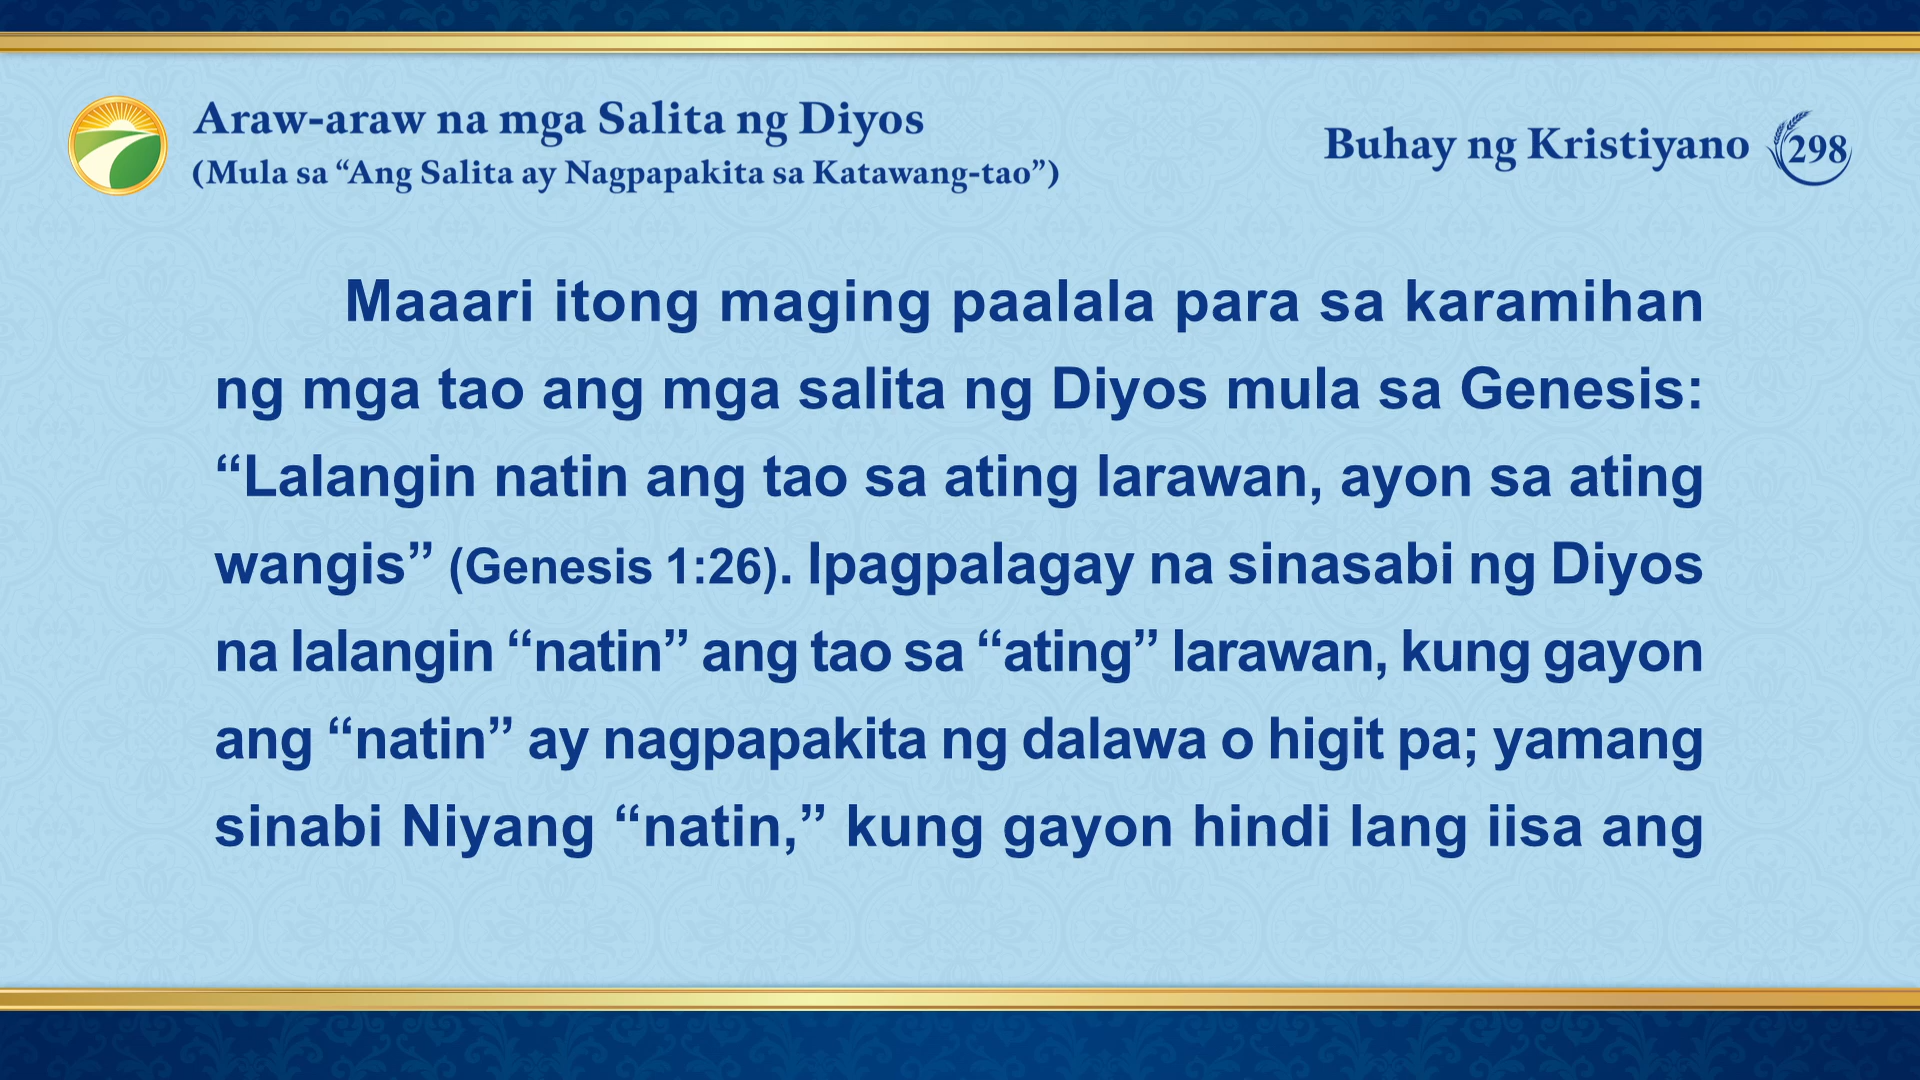 Araw-araw na mga Salita ng Diyos
(Mula sa “Ang Salita ay Nagpapakita sa Katawang-tao”)
Buhay ng Kristiyano 298
Maaari itong maging paalala para sa karamihan
ng mga tao ang mga salita ng Diyos mula sa Genesis:
“Lalangin natin ang tao sa ating larawan, ayon sa ating
wangis” (Genesis 1:26). Ipagpalagay na sinasabi ng Diyos
na lalangin “natin” ang tao sa “ating” larawan, kung gayon
ang “natin” ay nagpapakita ng dalawa o higit pa; yamang
sinabi Niyang “natin,” kung gayon hindi lang iisa ang